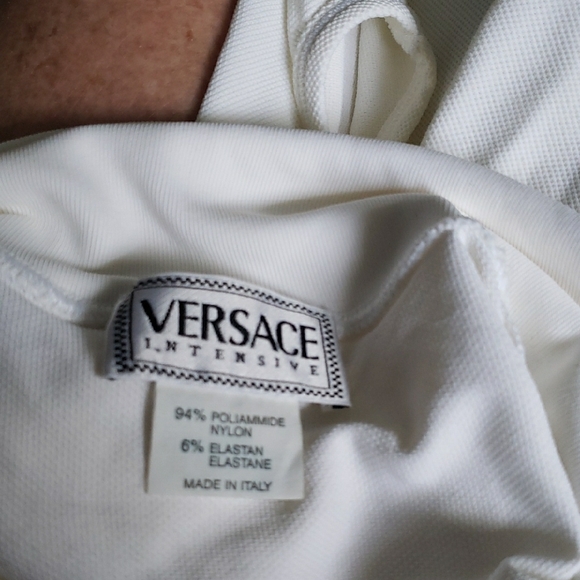 VERSACE
INTENSIVE
94% POLIAMMIDE
NYLON
6% ELASTAN
ELASTANE
MADE IN ITALY